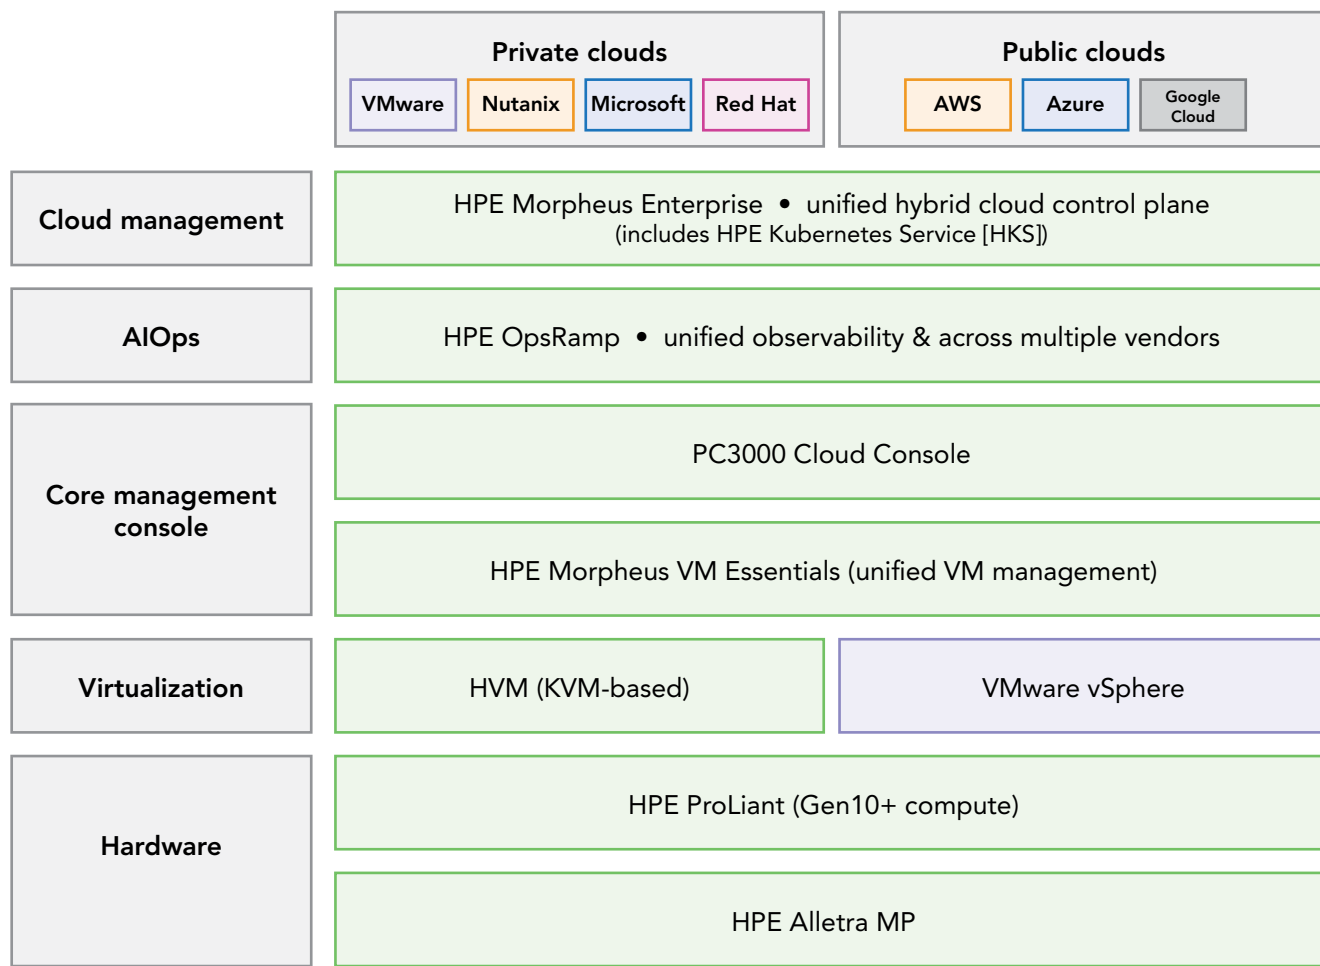 Private clouds
Public clouds
VMware
Nutanix
Microsoft
Red Hat
AWS
Azure
Google
Cloud
Cloud management
HPE Morpheus Enterprise • unified hybrid cloud control plane
(includes HPE Kubernetes Service [HKS])
AIOps
HPE OpsRamp • unified observability & across multiple vendors
Core management
console
PC3000 Cloud Console
HPE Morpheus VM Essentials (unified VM management)
Virtualization
HVM (KVM-based)
VMware vSphere
Hardware
HPE ProLiant (Gen10+ compute)
HPE Alletra MP